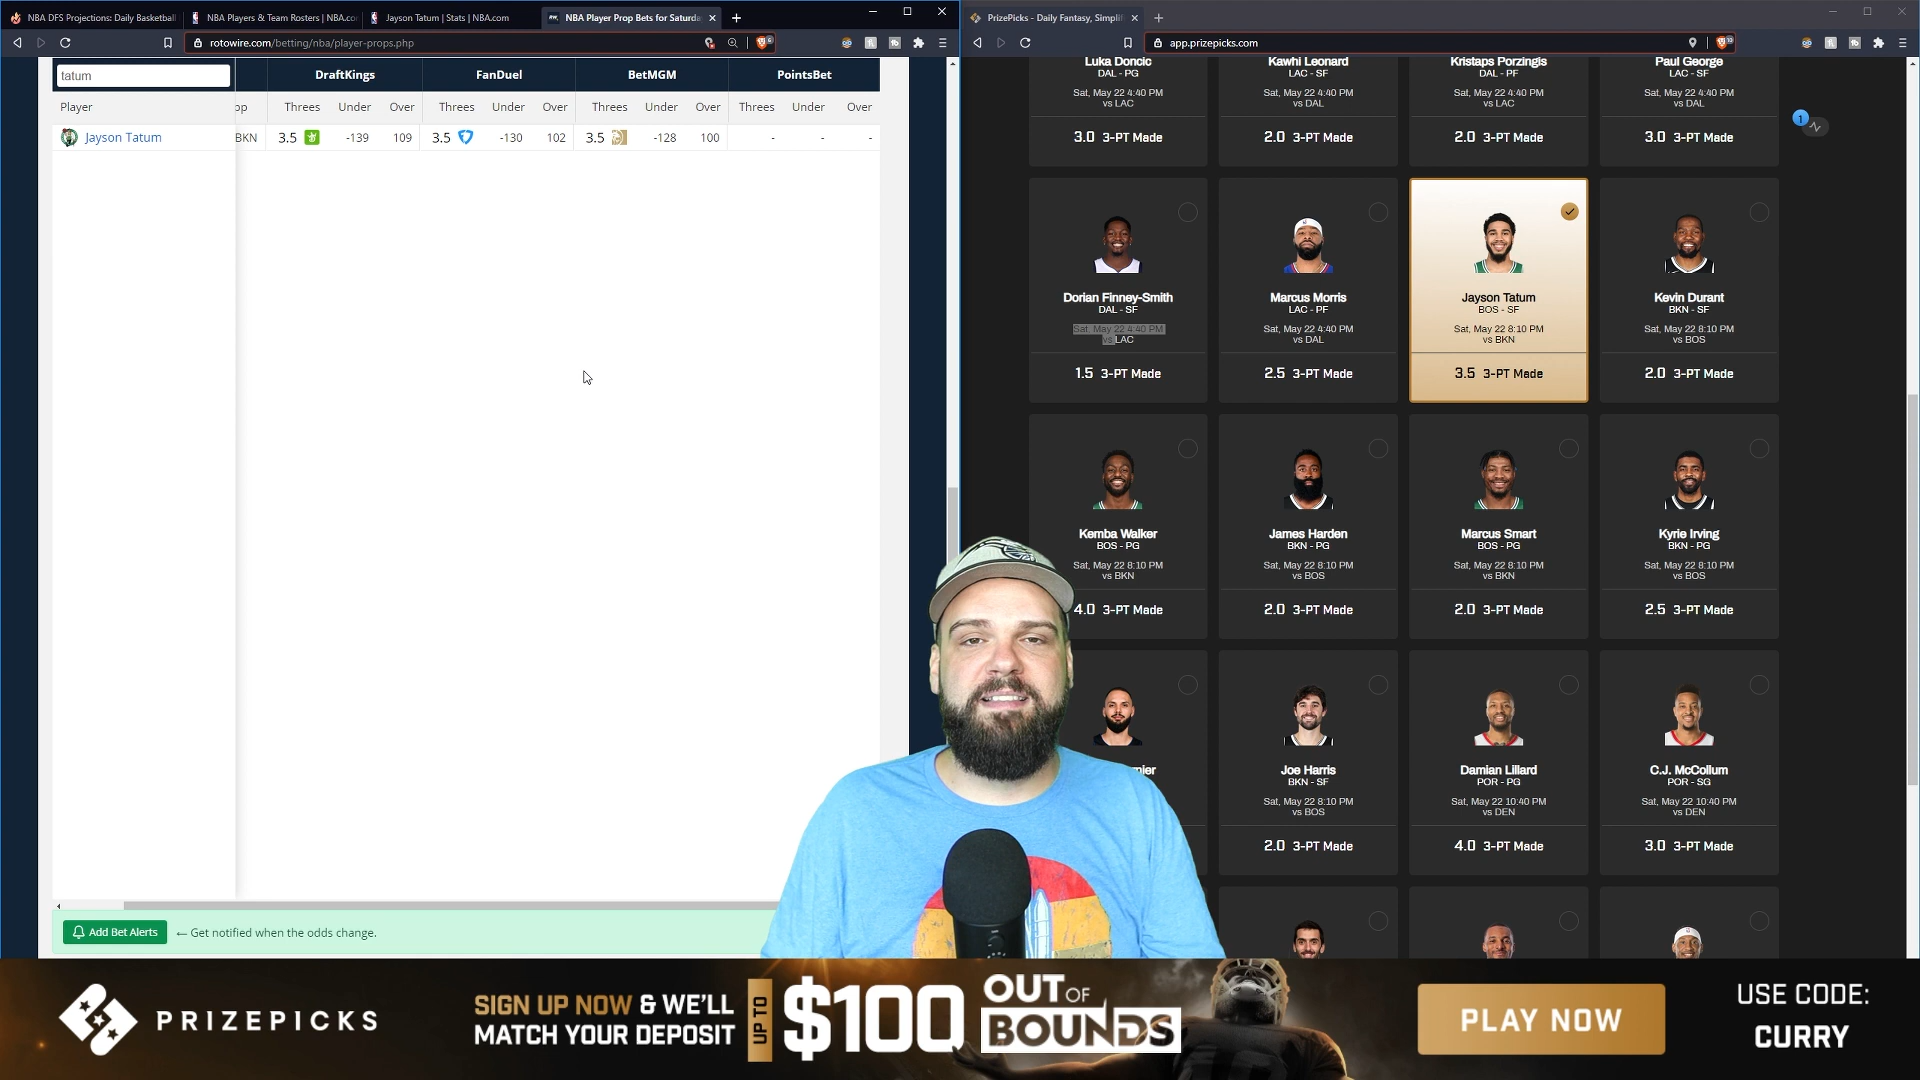 NBA DFS Projections: Daily Basketball
NBA Players & Team Rosters | NBA.co
Jayson Tatum | Stats | NBA.com
NBA Player Prop Bets for Saturda
rotowire.com/betting/nba/player-props.php
tatum
DraftKings
FanDuel
BetMGM
PointsBet
Player
op
Threes Under Over
Threes Under Over
Threes Under Over
Threes Under Over
Jayson Tatum
BKN
3.5 -139 109
3.5 -130 102
3.5 -128 100
- - -
Add Bet Alerts
← Get notified when the odds change.
PrizePicks - Daily Fantasy, Simplif
app.prizepicks.com
1
Luka Doncic
DAL - PG
Sat, May 22 4:40 PM
vs LAC
3.0 3-PT Made
Kawhi Leonard
LAC - SF
Sat, May 22 4:40 PM
vs DAL
2.0 3-PT Made
Kristaps Porzingis
DAL - PF
Sat, May 22 4:40 PM
vs LAC
2.0 3-PT Made
Paul George
LAC - SF
Sat, May 22 4:40 PM
vs DAL
3.0 3-PT Made
Dorian Finney-Smith
DAL - SF
Sat, May 22 4:40 PM
vs LAC
1.5 3-PT Made
Marcus Morris
LAC - PF
Sat, May 22 4:40 PM
vs DAL
2.5 3-PT Made
Jayson Tatum
BOS - SF
Sat, May 22 8:10 PM
vs BKN
3.5 3-PT Made
Kevin Durant
BKN - SF
Sat, May 22 8:10 PM
vs BOS
2.0 3-PT Made
Kemba Walker
BOS - PG
Sat, May 22 8:10 PM
vs BKN
4.0 3-PT Made
James Harden
BKN - PG
Sat, May 22 8:10 PM
vs BOS
2.0 3-PT Made
Marcus Smart
BOS - PG
Sat, May 22 8:10 PM
vs BKN
2.0 3-PT Made
Kyrie Irving
BKN - PG
Sat, May 22 8:10 PM
vs BOS
2.5 3-PT Made
nier
Joe Harris
BKN - SF
Sat, May 22 8:10 PM
vs BOS
2.0 3-PT Made
Damian Lillard
POR - PG
Sat, May 22 10:40 PM
vs DEN
4.0 3-PT Made
C.J. McCollum
POR - SG
Sat, May 22 10:40 PM
vs DEN
3.0 3-PT Made
PRIZEPICKS
SIGN UP NOW & WE'LL
MATCH YOUR DEPOSIT
UP TO
$100
OUT OF
BOUNDS
PLAY NOW
USE CODE:
CURRY